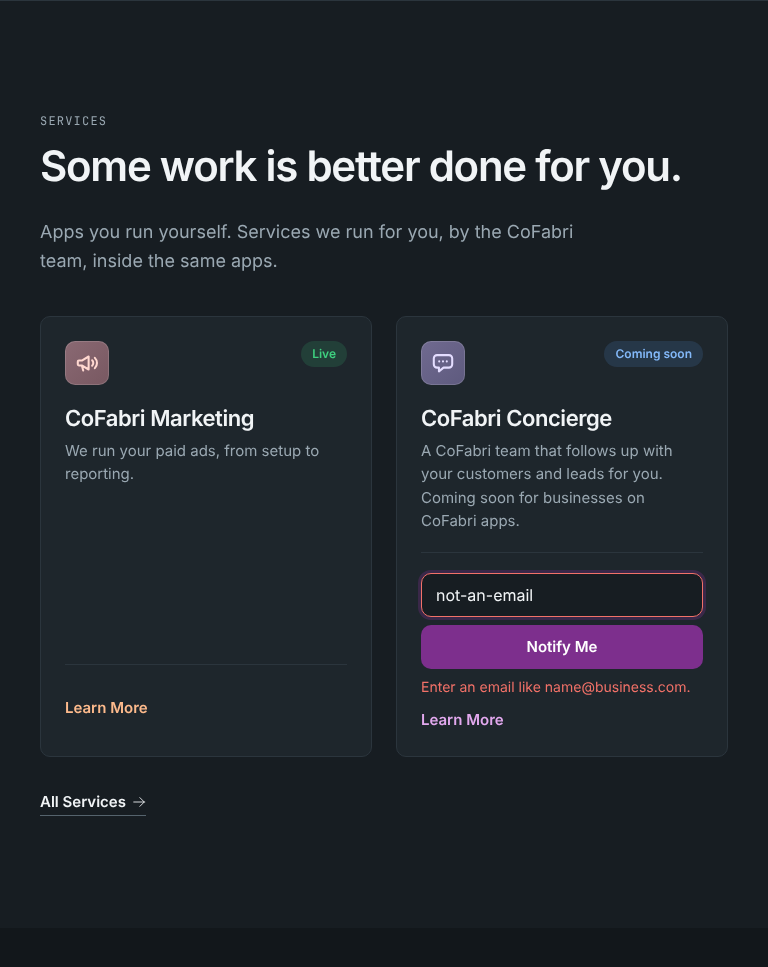 SERVICES
Some work is better done for you.
Apps you run yourself. Services we run for you, by the CoFabri
team, inside the same apps.
Live
CoFabri Marketing
We run your paid ads, from setup to
reporting.
Learn More
Coming soon
CoFabri Concierge
A CoFabri team that follows up with
your customers and leads for you.
Coming soon for businesses on
CoFabri apps.
not-an-email
Notify Me
Enter an email like name@business.com.
Learn More
All Services →